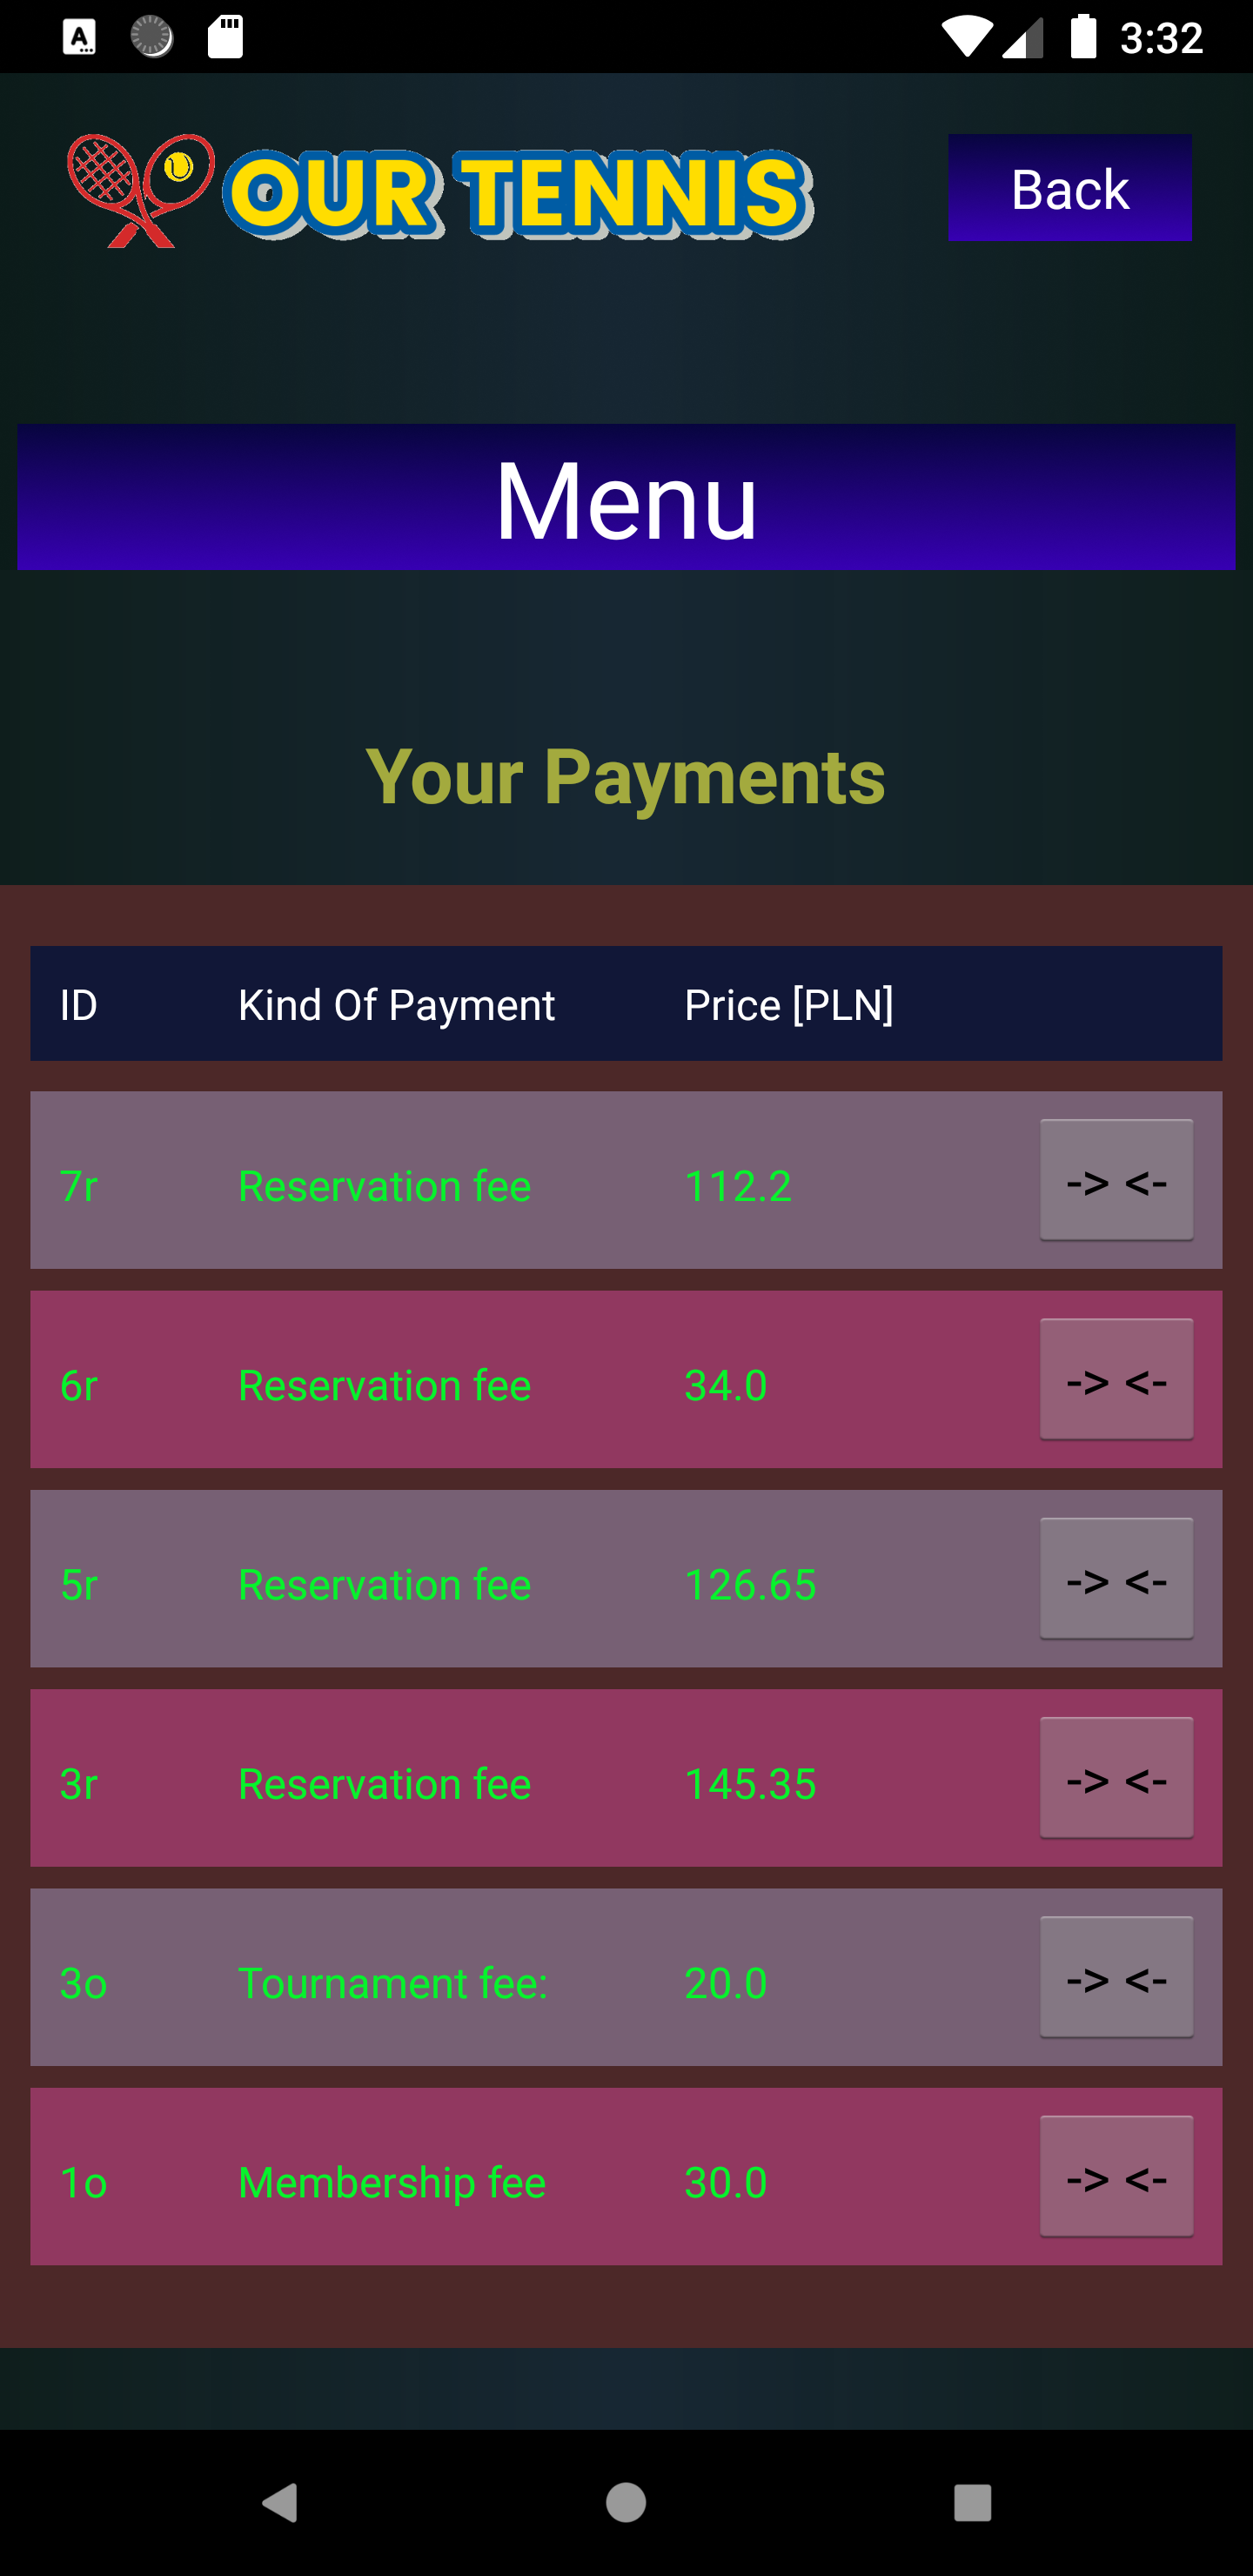 3:32
OUR TENNIS
Back
Menu
Your Payments
ID Kind Of Payment Price [PLN]
7r Reservation fee 112.2 -> <-
6r Reservation fee 34.0 -> <-
5r Reservation fee 126.65 -> <-
3r Reservation fee 145.35 -> <-
3o Tournament fee: 20.0 -> <-
1o Membership fee 30.0 -> <-